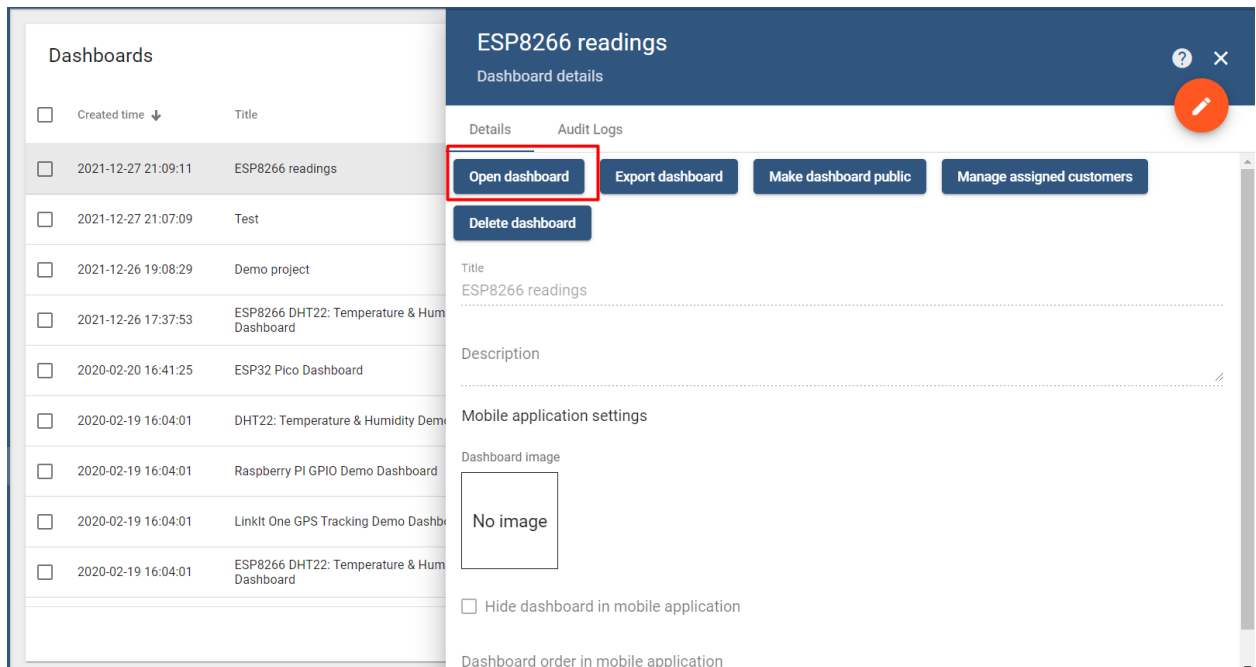 Dashboards
Created time Title
2021-12-27 21:09:11 ESP8266 readings
2021-12-27 21:07:09 Test
2021-12-26 19:08:29 Demo project
2021-12-26 17:37:53 ESP8266 DHT22: Temperature & Hum
Dashboard
2020-02-20 16:41:25 ESP32 Pico Dashboard
2020-02-19 16:04:01 DHT22: Temperature & Humidity Dem
2020-02-19 16:04:01 Raspberry PI GPIO Demo Dashboard
2020-02-19 16:04:01 LinkIt One GPS Tracking Demo Dashb
2020-02-19 16:04:01 ESP8266 DHT22: Temperature & Hum
Dashboard
ESP8266 readings
Dashboard details
Details Audit Logs
Open dashboard Export dashboard Make dashboard public Manage assigned customers
Delete dashboard
Title
ESP8266 readings
Description
Mobile application settings
Dashboard image
No image
Hide dashboard in mobile application
Dashboard order in mobile application